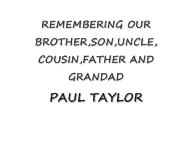 REMEMBERING OUR
BROTHER,SON,UNCLE,
COUSIN,FATHER AND
GRANDAD
PAUL TAYLOR